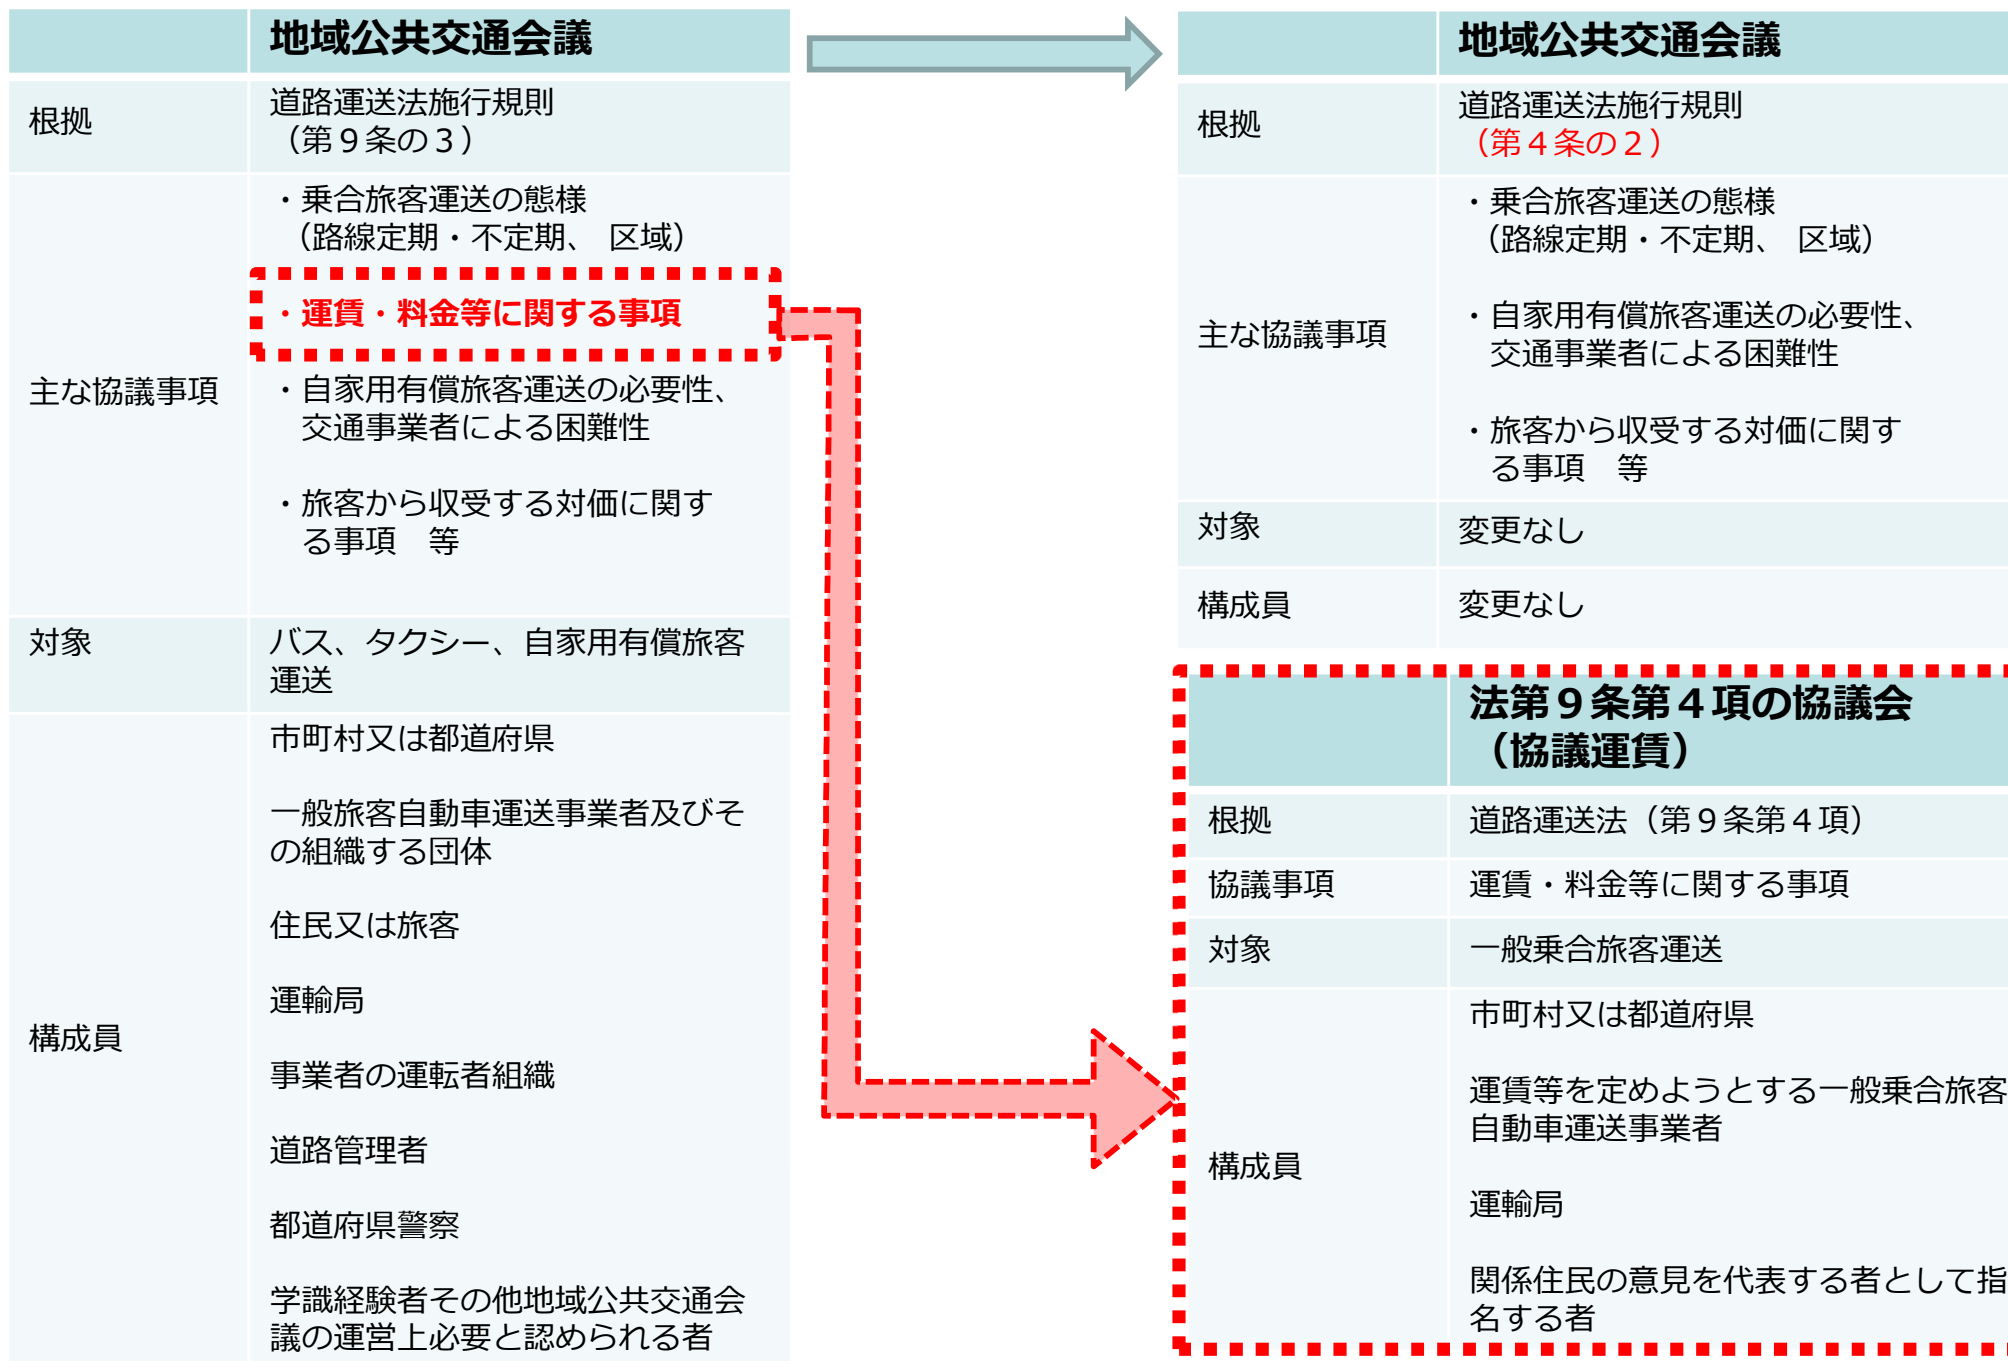 地域公共交通会議
根拠
道路運送法施行規則
（第９条の３）
主な協議事項
・乗合旅客運送の態様
（路線定期・不定期、 区域）
・運賃・料金等に関する事項
・自家用有償旅客運送の必要性、
交通事業者による困難性
・旅客から収受する対価に関す
る事項　等
対象
バス、タクシー、自家用有償旅客
運送
構成員
市町村又は都道府県
一般旅客自動車運送事業者及びそ
の組織する団体
住民又は旅客
運輸局
事業者の運転者組織
道路管理者
都道府県警察
学識経験者その他地域公共交通会
議の運営上必要と認められる者
地域公共交通会議
根拠
道路運送法施行規則
（第４条の２）
主な協議事項
・乗合旅客運送の態様
（路線定期・不定期、 区域）
・自家用有償旅客運送の必要性、
交通事業者による困難性
・旅客から収受する対価に関す
る事項　等
対象
変更なし
構成員
変更なし
法第９条第４項の協議会
（協議運賃）
根拠
道路運送法（第９条第４項）
協議事項
運賃・料金等に関する事項
対象
一般乗合旅客運送
構成員
市町村又は都道府県
運賃等を定めようとする一般乗合旅客
自動車運送事業者
運輸局
関係住民の意見を代表する者として指
名する者